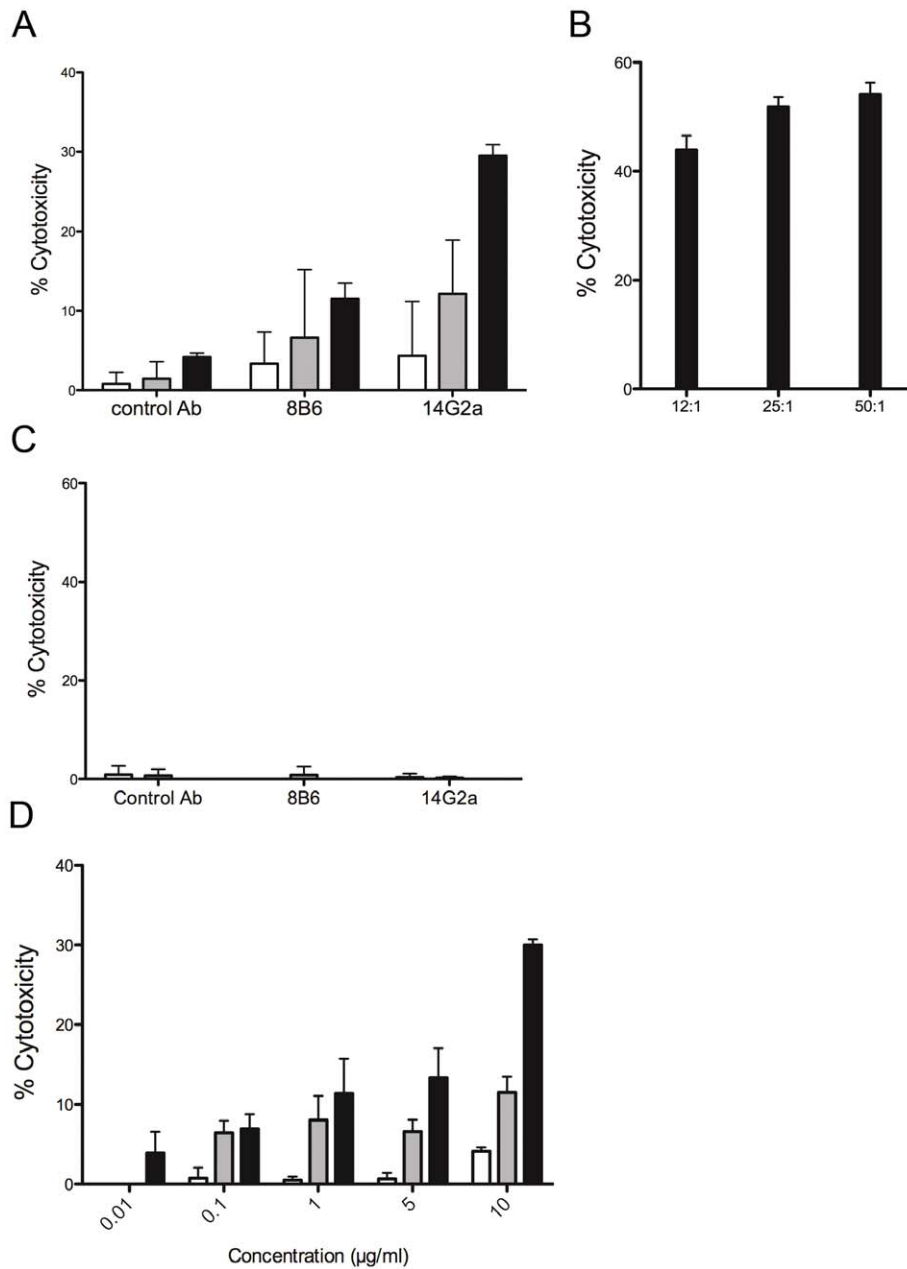 A
% Cytotoxicity
40
30
20
10
0
control Ab 8B6 14G2a
B
% Cytotoxicity
60
40
20
0
12:1 25:1 50:1
C
% Cytotoxicity
60
40
20
0
Control Ab 8B6 14G2a
D
% Cytotoxicity
40
30
20
10
0
0.01 0.1 1 5 10
Concentration (µg/ml)